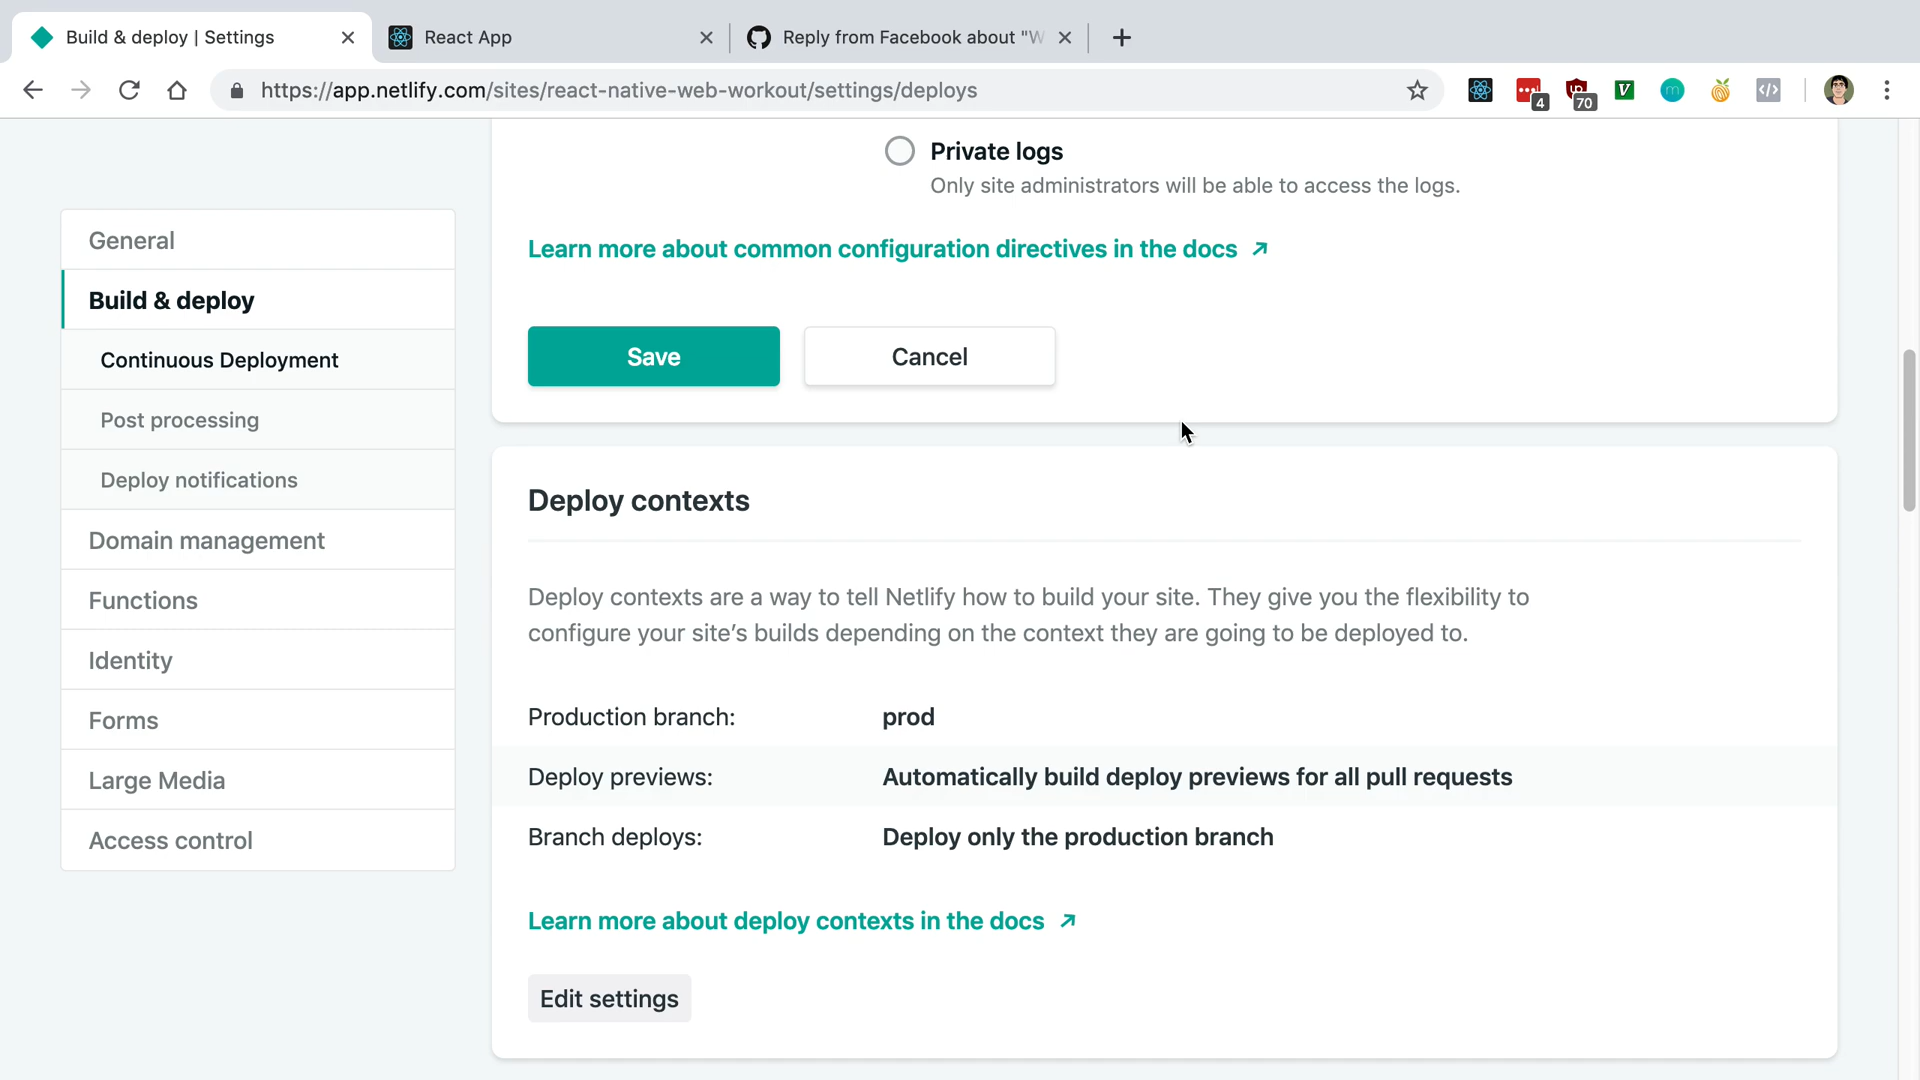 Build & deploy | Settings
React App
Reply from Facebook about "W
https://app.netlify.com/sites/react-native-web-workout/settings/deploys
4
70
Private logs
Only site administrators will be able to access the logs.
Learn more about common configuration directives in the docs
Save
Cancel
General
Build & deploy
Continuous Deployment
Post processing
Deploy notifications
Domain management
Functions
Identity
Forms
Large Media
Access control
Deploy contexts
Deploy contexts are a way to tell Netlify how to build your site. They give you the flexibility to
configure your site’s builds depending on the context they are going to be deployed to.
Production branch: prod
Deploy previews: Automatically build deploy previews for all pull requests
Branch deploys: Deploy only the production branch
Learn more about deploy contexts in the docs
Edit settings